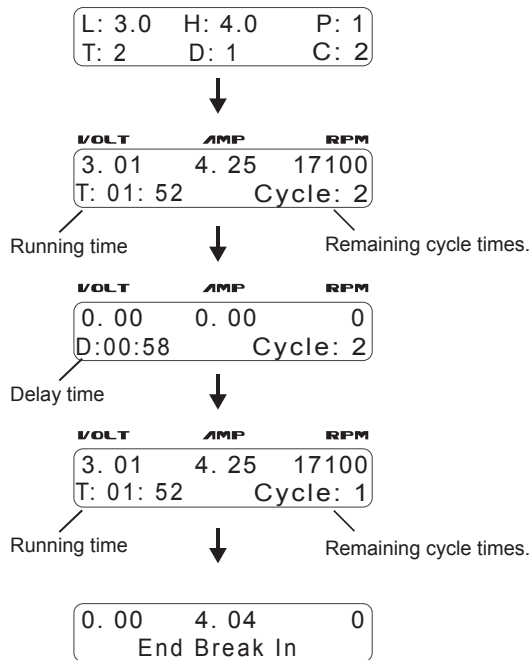 L: 3.0 H: 4.0 P: 1
T: 2 D: 1 C: 2
VOLT AMP RPM
3. 01 4. 25 17100
T: 01: 52 Cycle: 2
Running time Remaining cycle times.
VOLT AMP RPM
0. 00 0. 00 0
D:00:58 Cycle: 2
Delay time
VOLT AMP RPM
3. 01 4. 25 17100
T: 01: 52 Cycle: 1
Running time Remaining cycle times.
0. 00 4. 04 0
End Break In